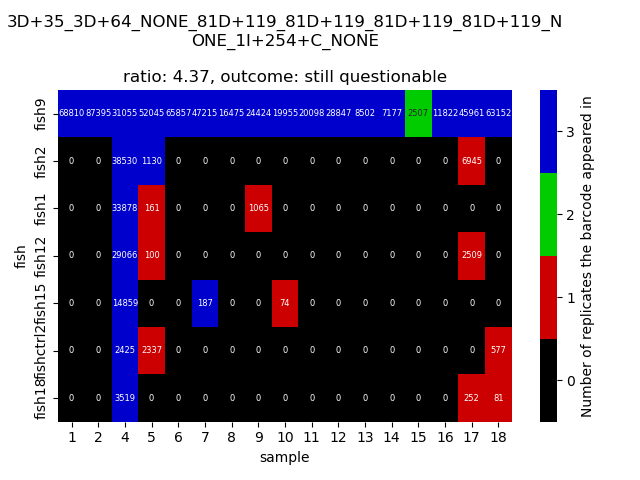 3D+35_3D+64_NONE_81D+119_81D+119_81D+119_81D+119_N
ONE_1I+254+C_NONE
ratio: 4.37, outcome: still questionable
fish9 68810 87395 31055 52045 65857 47215 16475 24424 19955 20098 28847 8502 7177 2507 11822 45961 63152
fish2 0 0 38530 1130 0 0 0 0 0 0 0 0 0 0 0 6945 0
fish1 0 0 33878 161 0 0 0 1065 0 0 0 0 0 0 0 0 0
fish12 0 0 29066 100 0 0 0 0 0 0 0 0 0 0 0 2509 0
fish15 0 0 14859 0 0 187 0 0 74 0 0 0 0 0 0 0 0
fishctrl2 0 0 2425 2337 0 0 0 0 0 0 0 0 0 0 0 0 577
fish18 0 0 3519 0 0 0 0 0 0 0 0 0 0 0 0 252 81
1 2 4 5 6 7 8 9 10 11 12 13 14 15 16 17 18
sample
fish
3
2
1
0
Number of replicates the barcode appeared in